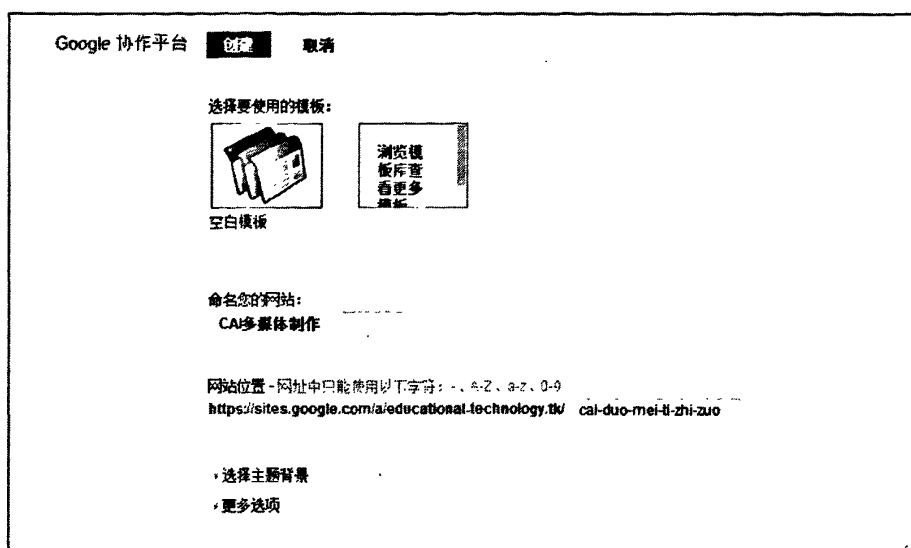 Google 协作平台 创建 取消
选择要使用的模板：
浏览模
板库查
看更多
模板
空白模板
命名您的网站：
CAI多媒体制作
网站位置 - 网址中只能使用以下字符：-、A-Z、a-z、0-9
https://sites.google.com/a/educational-technology.tk/ cai-duo-mei-ti-zhi-zuo
选择主题背景
更多选项